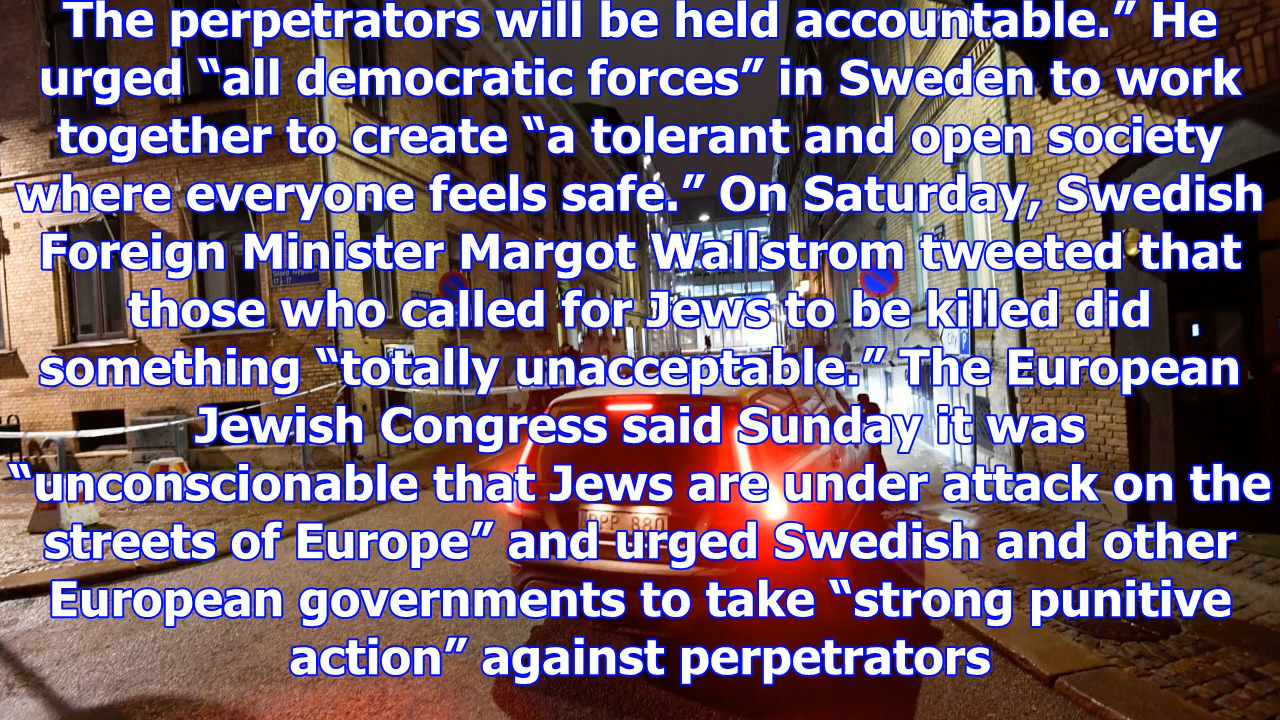 The perpetrators will be held accountable.” He
urged “all democratic forces” in Sweden to work
together to create “a tolerant and open society
where everyone feels safe.” On Saturday, Swedish
Foreign Minister Margot Wallstrom tweeted that
those who called for Jews to be killed did
something “totally unacceptable.” The European
Jewish Congress said Sunday it was
“unconscionable that Jews are under attack on the
streets of Europe” and urged Swedish and other
European governments to take “strong punitive
action” against perpetrators